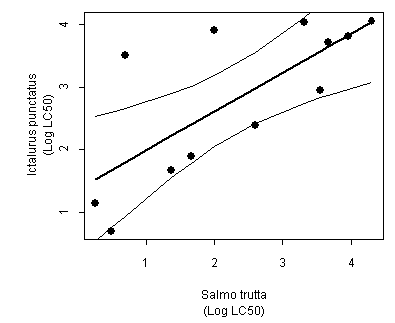 Ictalurus punctatus
(Log LC50)
4
3
2
1
1 2 3 4
Salmo trutta
(Log LC50)